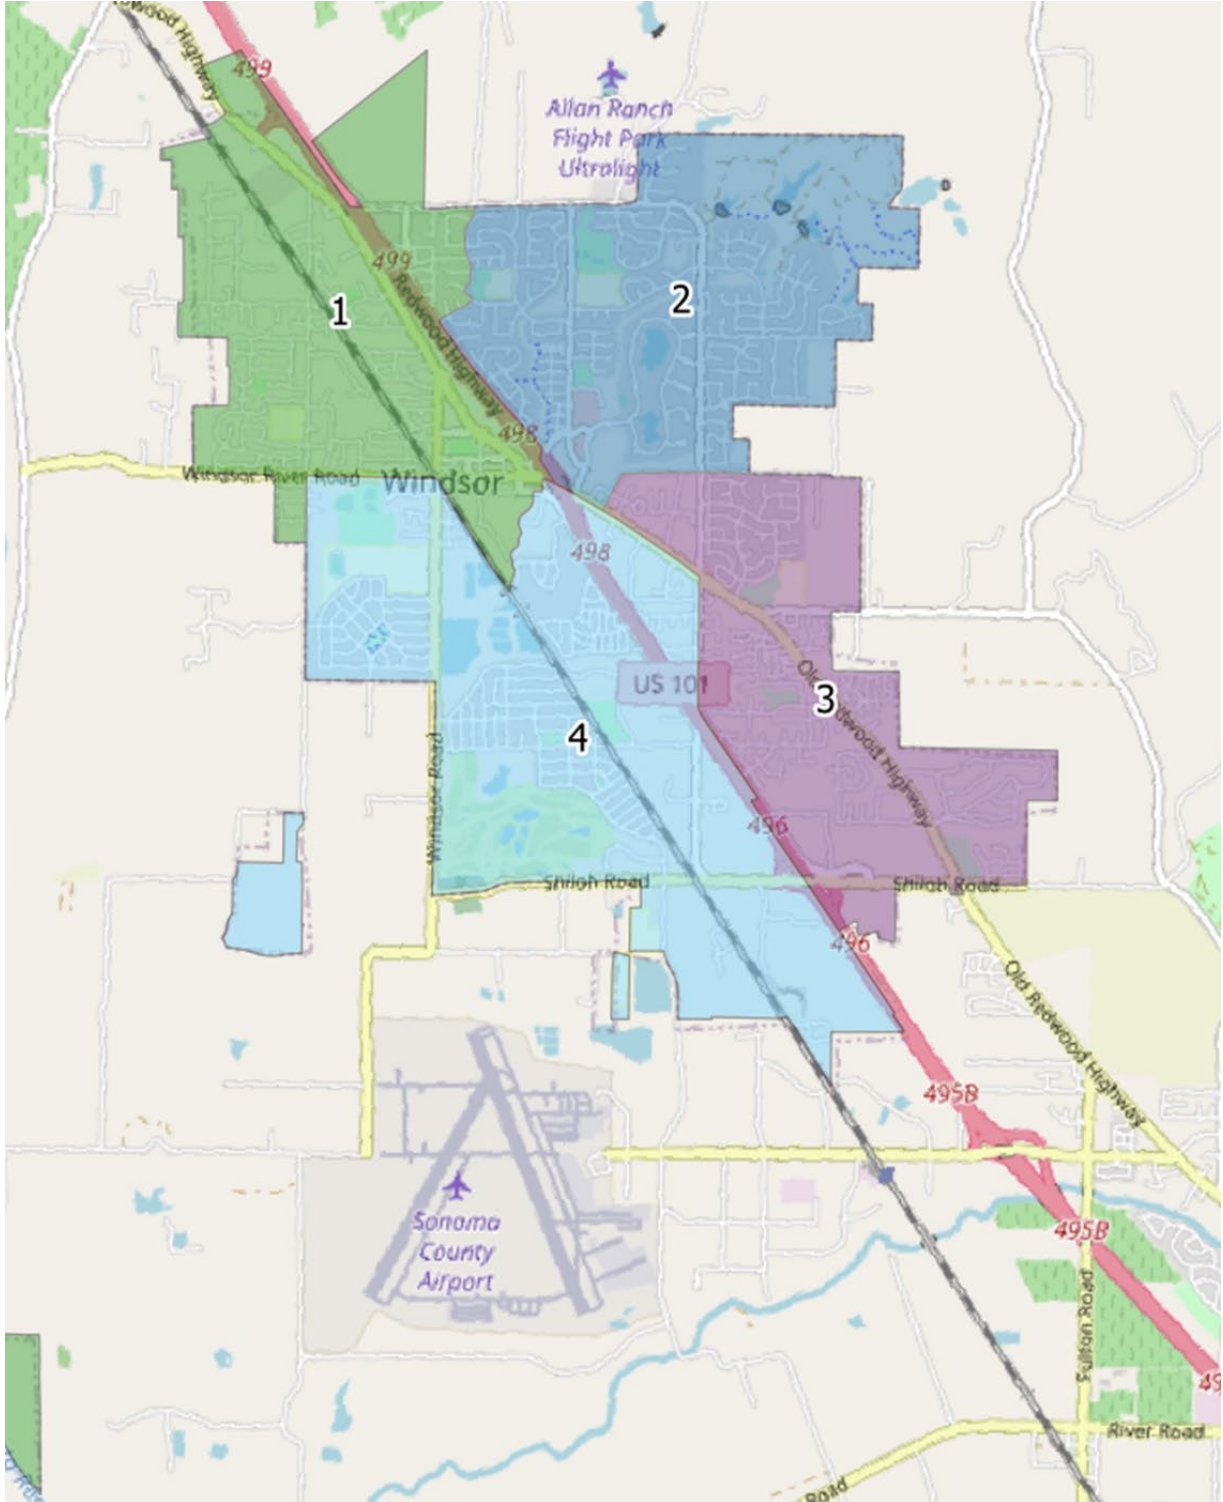 Highway
499
Allan Ranch
Flight Park
Ultralight
499
1
2
Redwood Highway
498
Windsor River Road
Windsor
498
US 101
Old Redwood Highway
3
4
Windsor Road
496
Shiloh Road
Shiloh Road
496
Old Redwood Highway
495B
Sonoma
County
Airport
495B
Fulton Road
49
River Road
Road